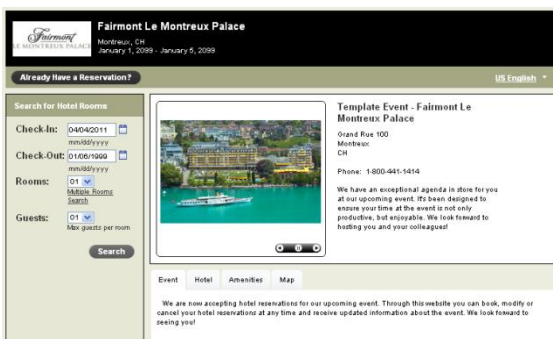 Fairmont
LE MONTREUX PALACE
Fairmont Le Montreux Palace
Montreux, CH
January 1, 2099 - January 5, 2099
Already Have a Reservation?
US English
Search for Hotel Rooms
Check-In: 04/04/2011
mm/dd/yyyy
Check-Out: 01/06/1999
mm/dd/yyyy
Rooms: 01
Multiple Rooms
Search
Guests: 01
Max guests per room
Search
Template Event - Fairmont Le
Montreux Palace
Grand Rue 100
Montreux
CH
Phone: 1-800-441-1414
We have an exceptional agenda in store for you
at our upcoming event. It's been designed to
ensure your time at the event is not only
productive, but enjoyable. We look forward to
hosting you and your colleagues!
Event Hotel Amenities Map
We are now accepting hotel reservations for our upcoming event. Through this website you can book, modify or
cancel your hotel reservations at any time and receive updated information about the event. We look forward to
seeing you!